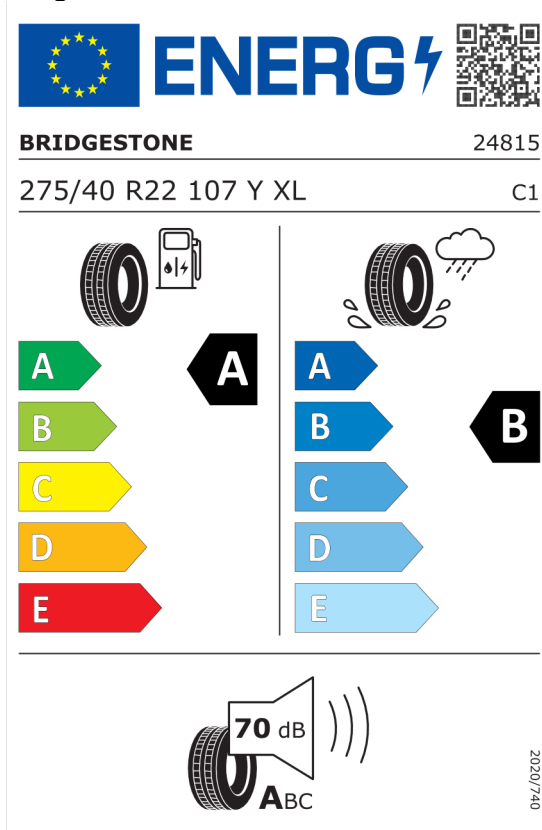 ENERG
BRIDGESTONE 24815
275/40 R22 107 Y XL C1
A A A
B B B
C C
D D
E E
70 dB
ABC
2020/740